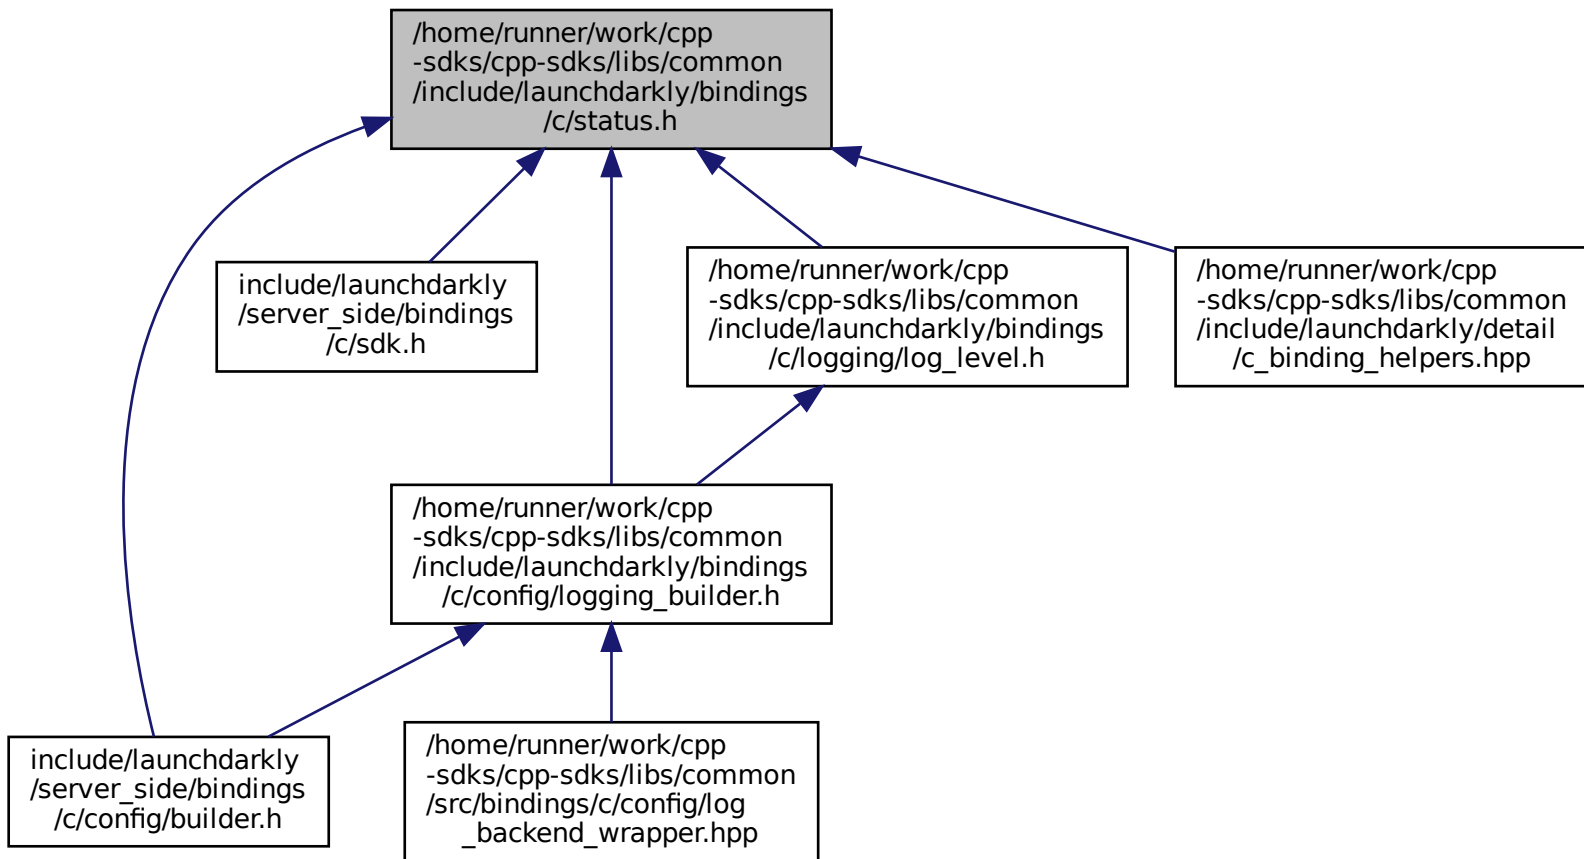 /home/runner/work/cpp
-sdks/cpp-sdks/libs/common
/include/launchdarkly/bindings
/c/status.h
include/launchdarkly
/server_side/bindings
/c/sdk.h
/home/runner/work/cpp
-sdks/cpp-sdks/libs/common
/include/launchdarkly/bindings
/c/logging/log_level.h
/home/runner/work/cpp
-sdks/cpp-sdks/libs/common
/include/launchdarkly/detail
/c_binding_helpers.hpp
/home/runner/work/cpp
-sdks/cpp-sdks/libs/common
/include/launchdarkly/bindings
/c/config/logging_builder.h
include/launchdarkly
/server_side/bindings
/c/config/builder.h
/home/runner/work/cpp
-sdks/cpp-sdks/libs/common
/src/bindings/c/config/log
_backend_wrapper.hpp